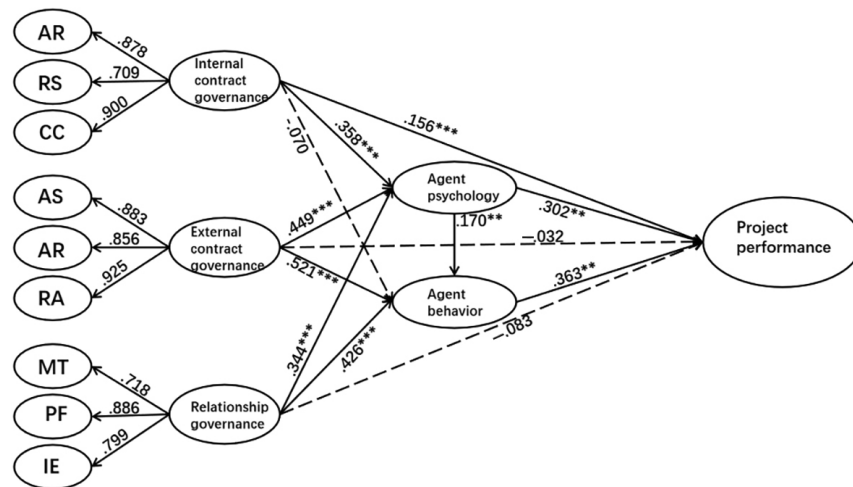 AR
.878
RS
.709
CC
.900
Internal
contract
governance
.156***
.358***
-.070
Agent
psychology
.302**
.170**
AS
.883
AR
.856
RA
.925
External
contract
governance
.449***
.521***
—.032
Project
performance
Agent
behavior
.363**
—.083
.344***
.426***
MT
.718
PF
.886
IE
.799
Relationship
governance